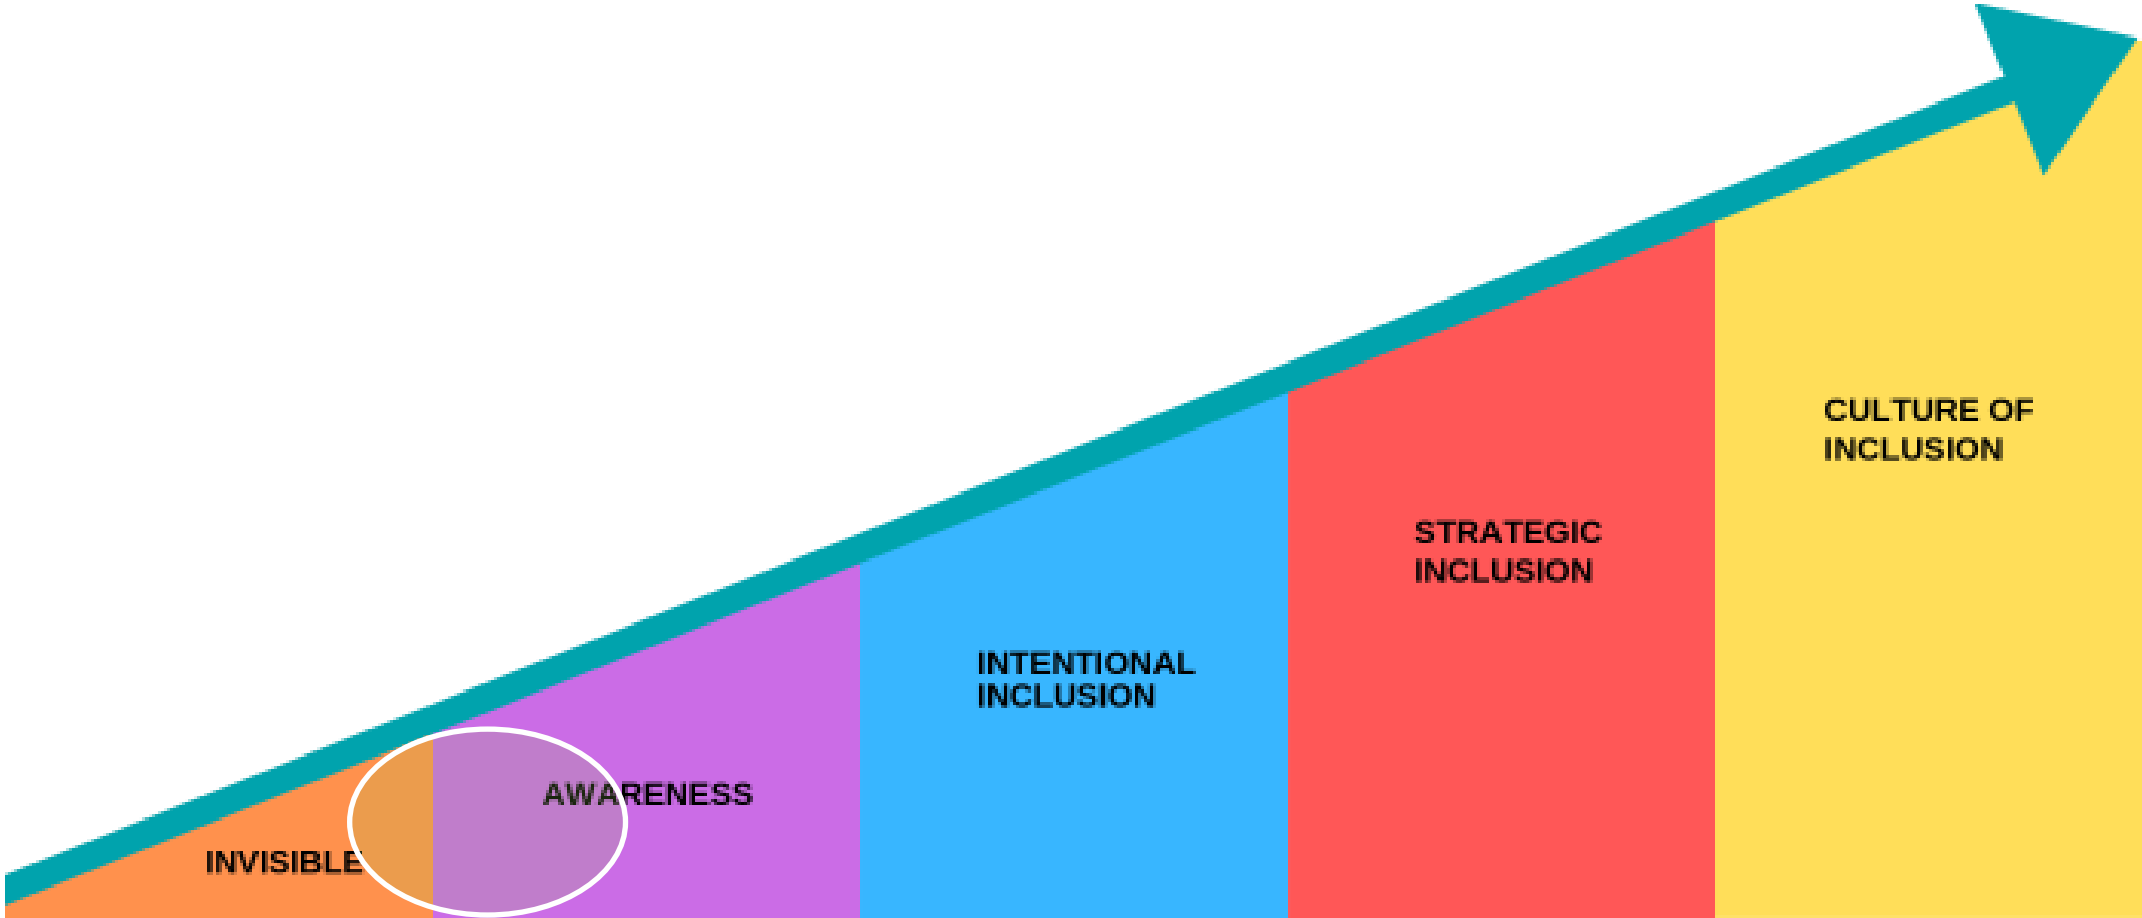 INVISIBLE
AWARENESS
INTENTIONAL
INCLUSION
STRATEGIC
INCLUSION
CULTURE OF
INCLUSION